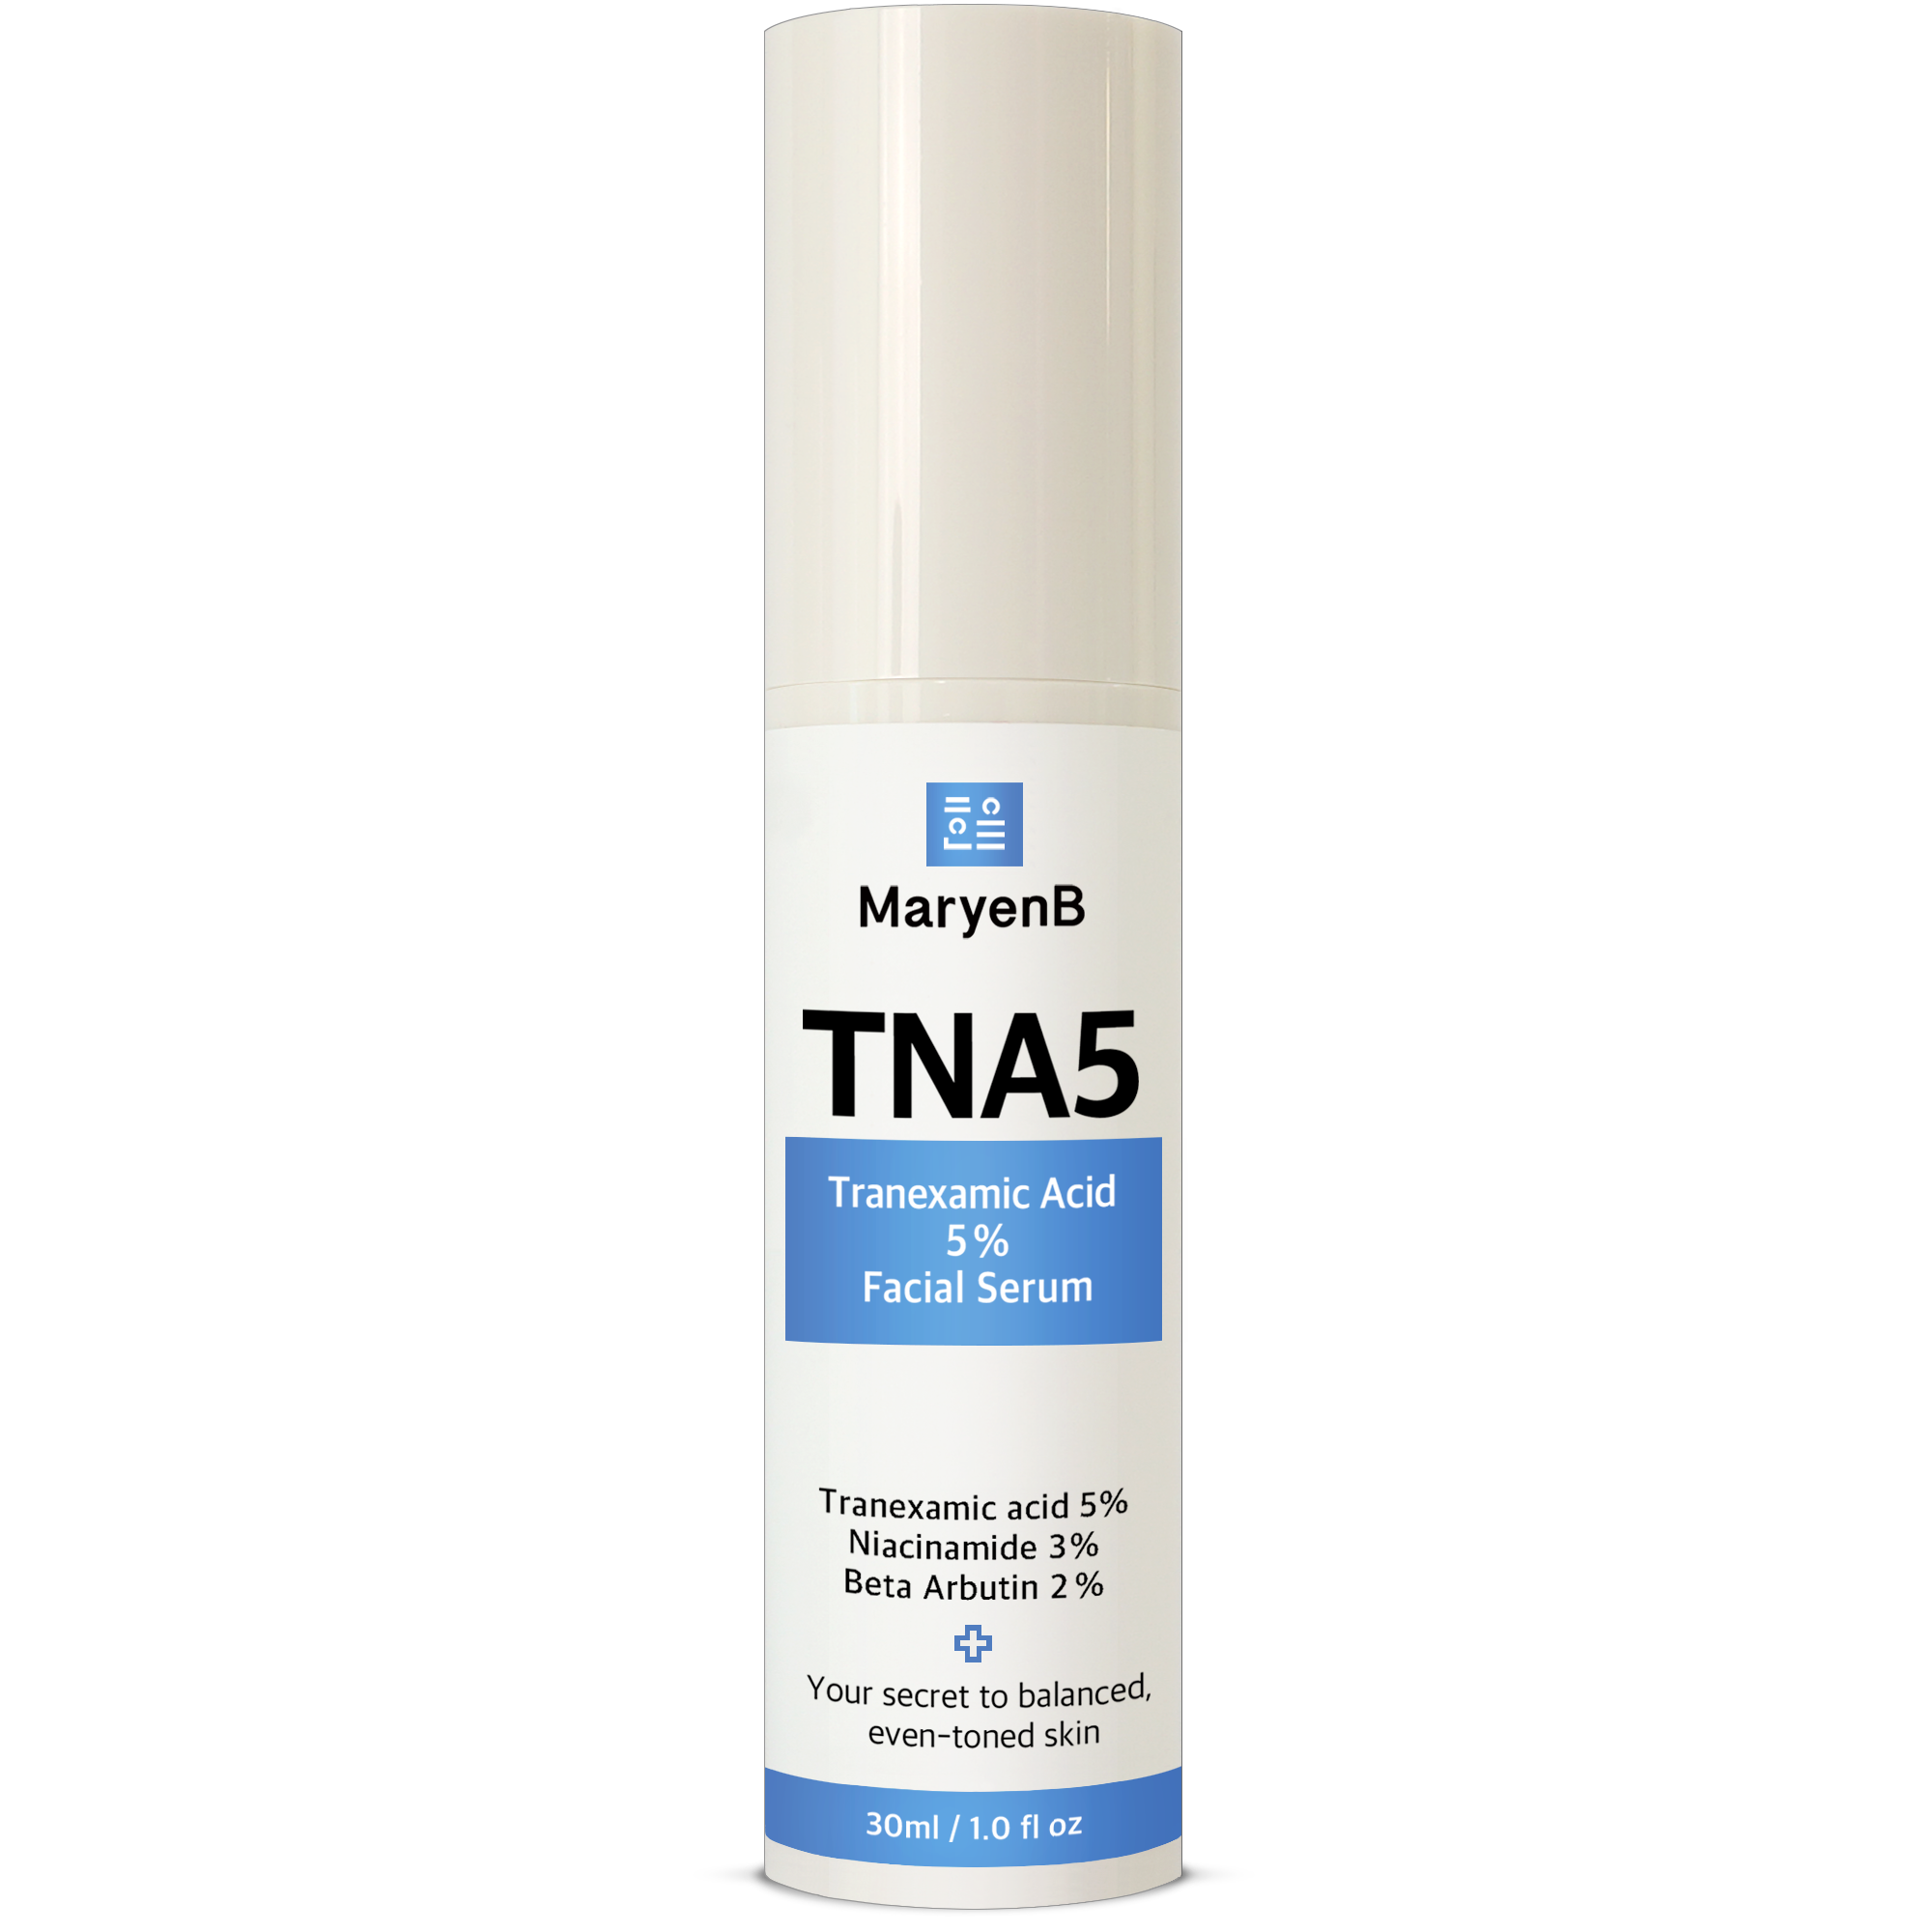 MaryenB
TNA5
Tranexamic Acid
5%
Facial Serum
Tranexamic acid 5%
Niacinamide 3%
Beta Arbutin 2%
Your secret to balanced,
even-toned skin
30ml / 1.0 fl oz